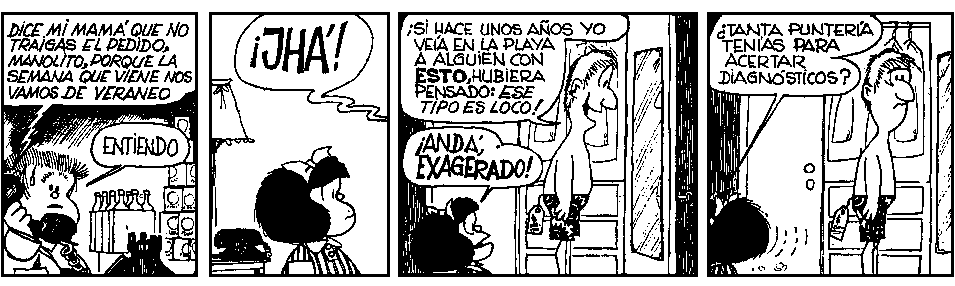 DICE MI MAMÁ QUE NO
TRAIGAS EL PEDIDO,
MANOLITO, PORQUE LA
SEMANA QUE VIENE NOS
VAMOS DE VERANEO
ENTIENDO
¡JHA'!
¡SI HACE UNOS AÑOS YO
VEÍA EN LA PLAYA
A ALGUIEN CON
ESTO, HUBIERA
PENSADO: ESE
TIPO ES LOCO!
¡ANDÁ,
EXAGERADO!
¿TANTA PUNTERÍA
TENÍAS PARA
ACERTAR
DIAGNÓSTICOS?